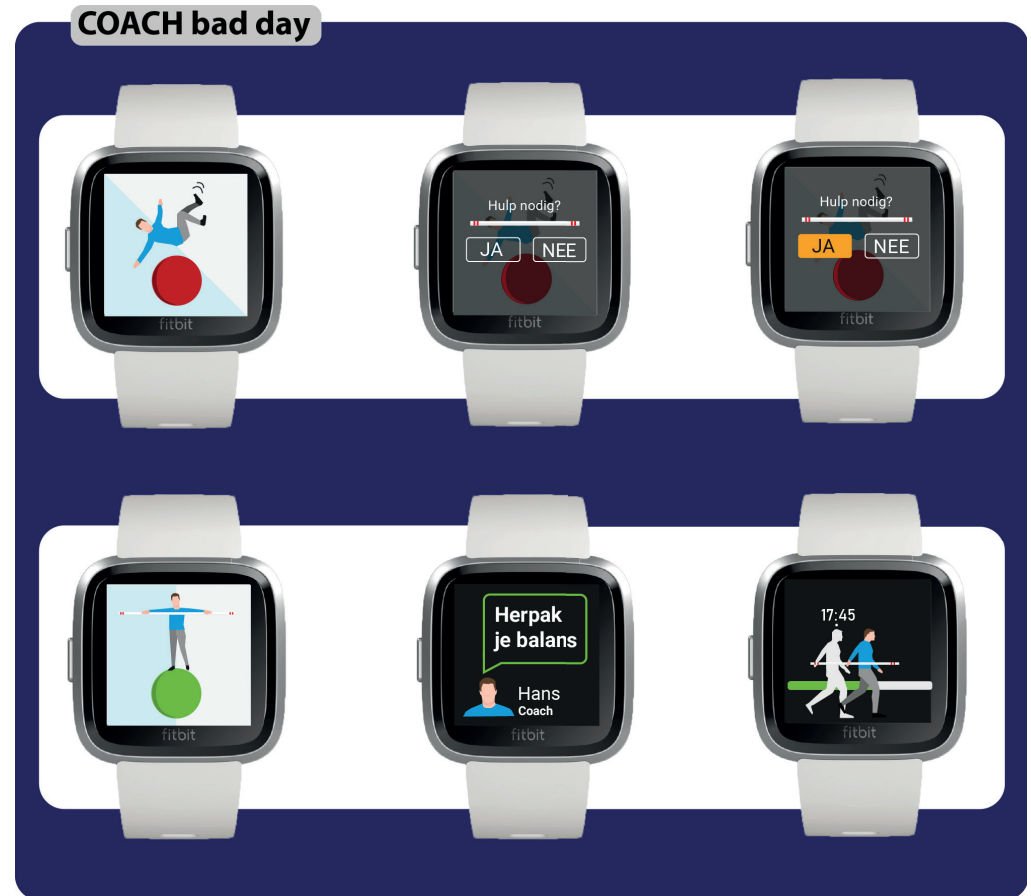 COACH bad day
fitbit
Hulp nodig?
JA NEE
fitbit
Hulp nodig?
JA NEE
fitbit
fitbit
Herpak
je balans
Hans
Coach
fitbit
17:45
fitbit